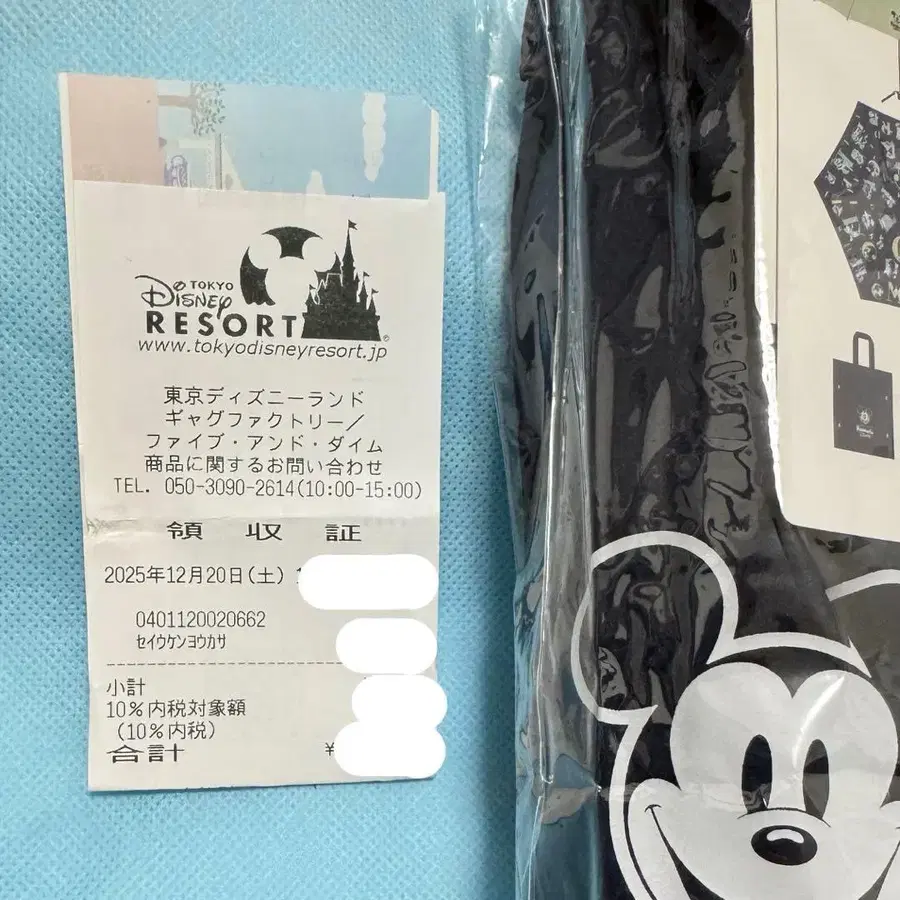 TOKYO
Disney
RESORT
www.tokyodisneyresort.jp
東京ディズニーランド
ギャグファクトリー/
ファイブ・アンド・ダイム
商品に関するお問い合わせ
TEL. 050-3090-2614(10:00-15:00)
領収証
2025年12月20日(土)
0401120020662
セイウケンヨウカサ
小計
10%内税対象額
(10%内税)
合計 ¥